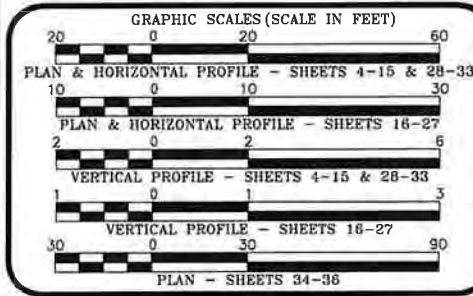 GRAPHIC SCALES (SCALE IN FEET)
20 0 20 60
PLAN & HORIZONTAL PROFILE - SHEETS 4-15 & 28-33
10 0 10 30
PLAN & HORIZONTAL PROFILE - SHEETS 16-27
2 0 2 6
VERTICAL PROFILE - SHEETS 4-15 & 28-33
1 0 1 3
VERTICAL PROFILE - SHEETS 16-27
30 0 30 90
PLAN - SHEETS 34-36